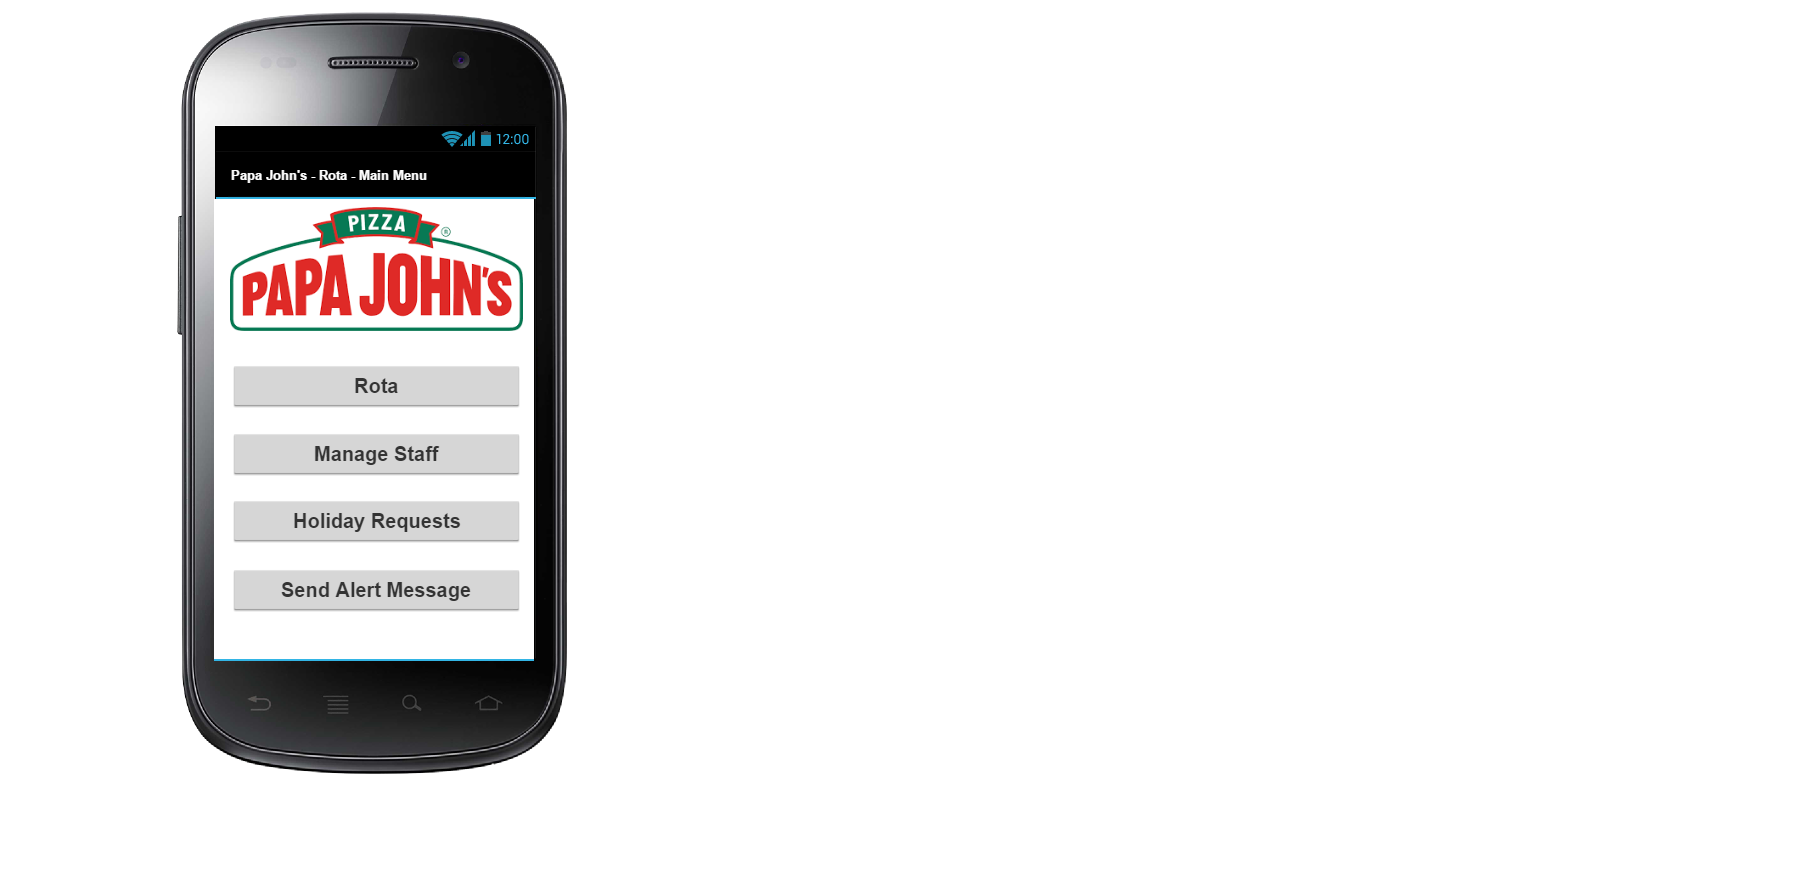 12:00
Papa John's - Rota - Main Menu
PIZZA
®
PAPA JOHN'S
Rota
Manage Staff
Holiday Requests
Send Alert Message